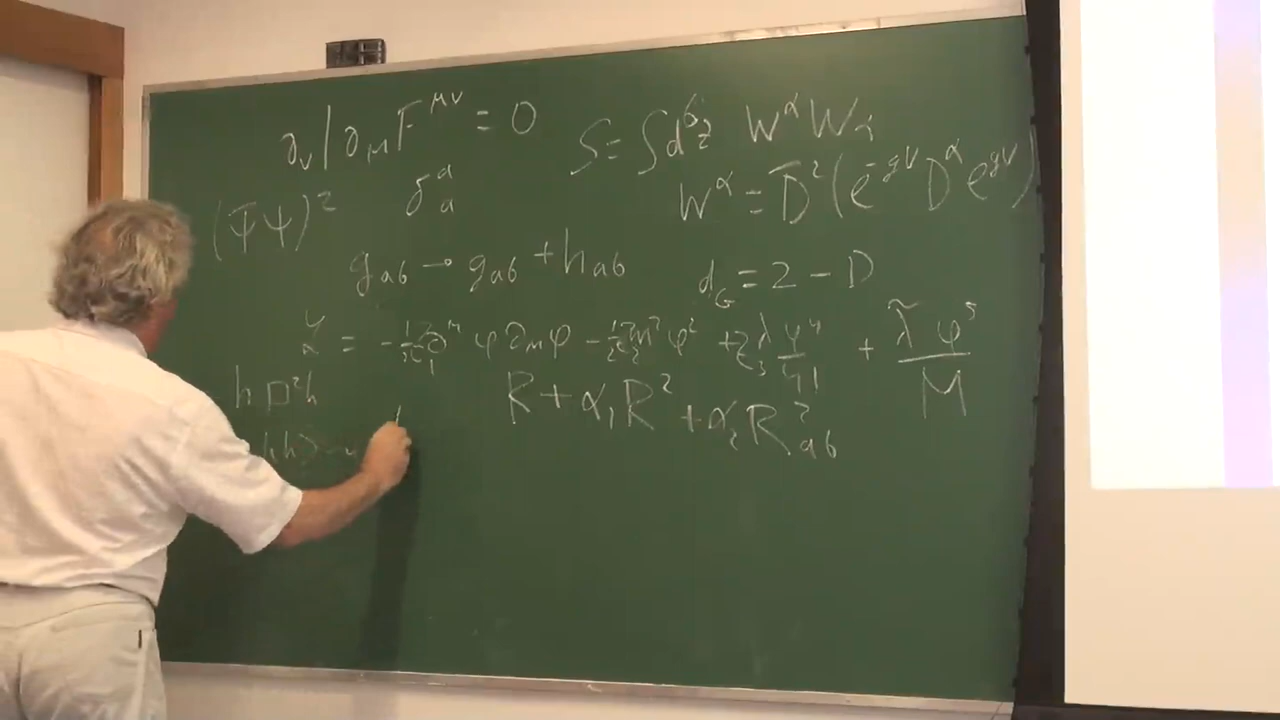 ∂_ν / ∂_μ F^{μν} = 0
S = ∫ d^6 z W^α W_α
(Ψ̄Ψ)^2
δ^a_a
W^α = D̄^2 (e^{-gV} D^α e^{gV})
g_{ab} → g_{ab} + h_{ab}
d_G = 2 - D
= - 1/2 Z_1 ∂^μ φ ∂_μ φ - 1/2 Z_2 m^2 φ^2 + Z_3 λ φ^4 / 4! + λ̃ φ^5 / M
h □^2 h
R + α_1 R^2 + α_2 R^2_{ab}
hh⟩ ~